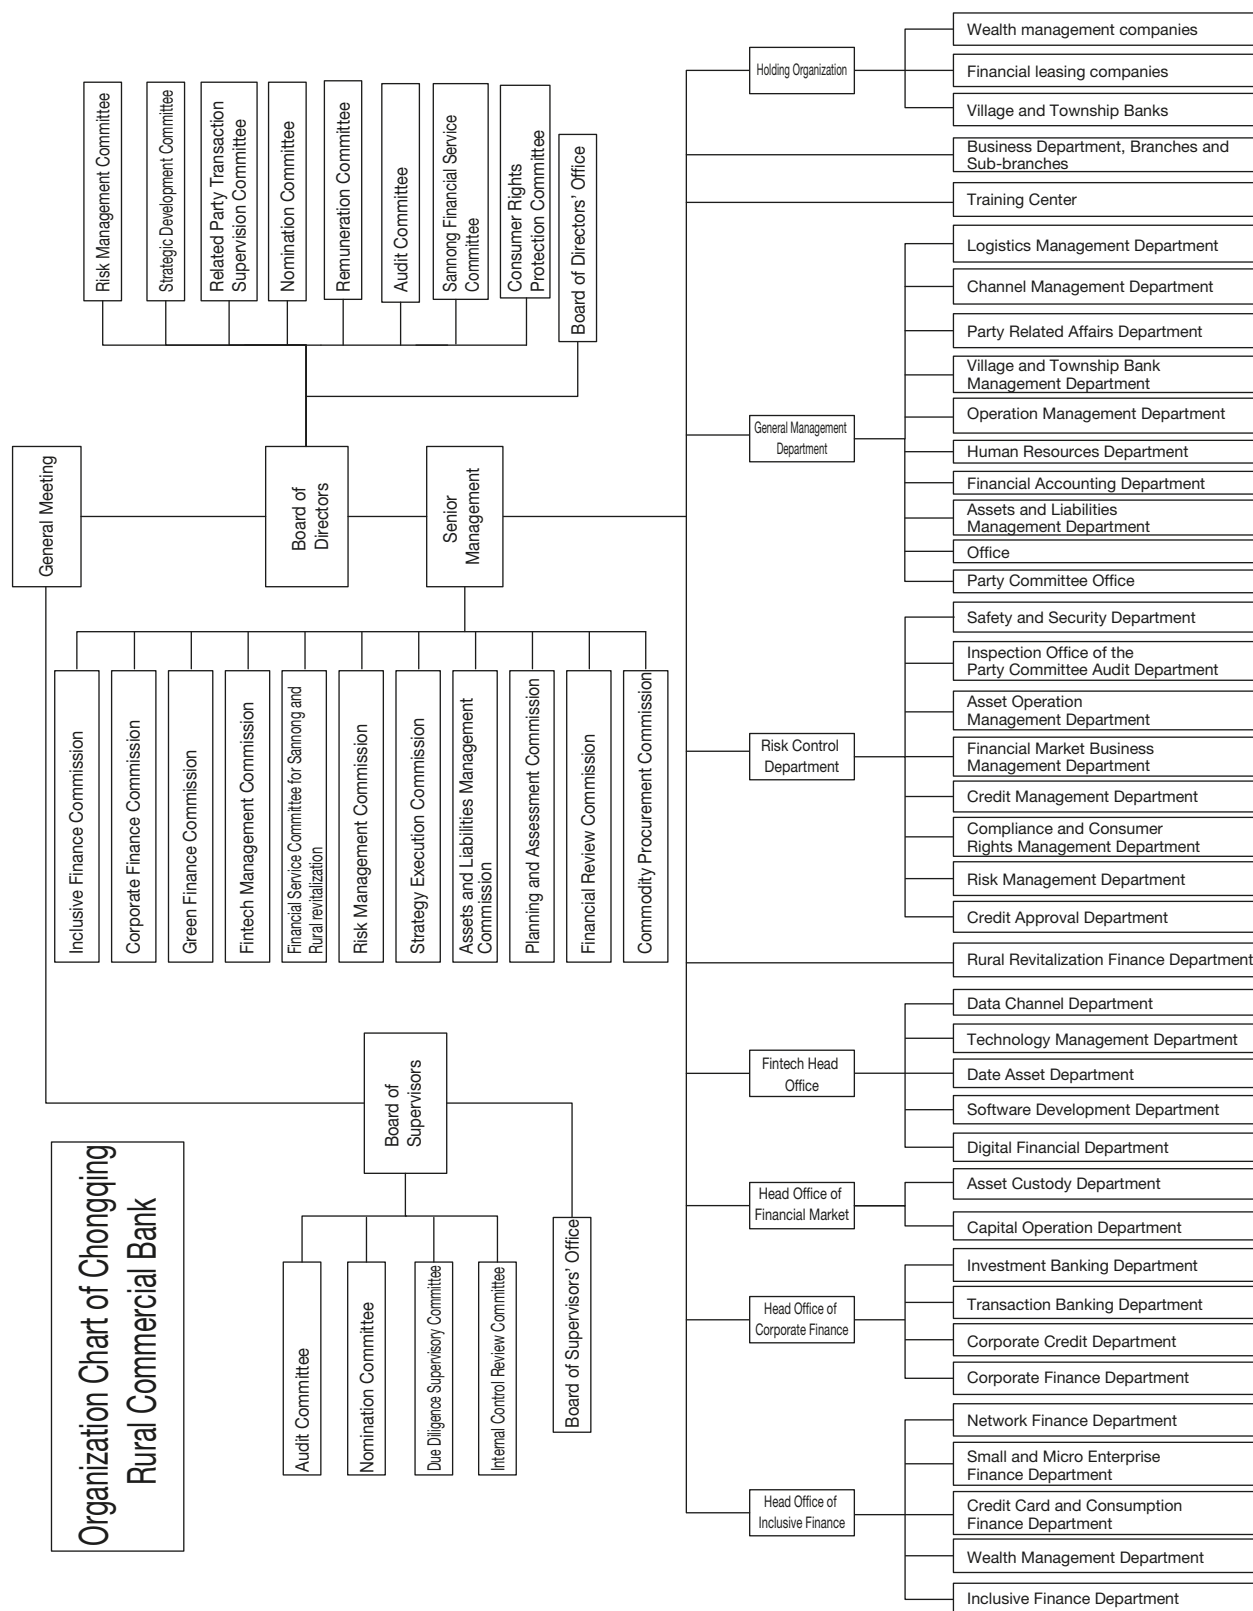 Organization Chart of Chongqing
Rural Commercial Bank
General Meeting
Board of
Directors
Senior
Management
Board of
Supervisors
Risk Management Committee
Strategic Development Committee
Related Party Transaction
Supervision Committee
Nomination Committee
Remuneration Committee
Audit Committee
Sannong Financial Service
Committee
Consumer Rights
Protection Committee
Board of Directors’ Office
Inclusive Finance Commission
Corporate Finance Commission
Green Finance Commission
Fintech Management Commission
Financial Service Committee for Sannong and
Rural revitalization
Risk Management Commission
Strategy Execution Commission
Assets and Liabilities Management
Commission
Planning and Assessment Commission
Financial Review Commission
Commodity Procurement Commission
Audit Committee
Nomination Committee
Due Diligence Supervisory Committee
Internal Control Review Committee
Board of Supervisors’ Office
Holding Organization
Wealth management companies
Financial leasing companies
Village and Township Banks
Business Department, Branches and
Sub-branches
Training Center
General Management
Department
Logistics Management Department
Channel Management Department
Party Related Affairs Department
Village and Township Bank
Management Department
Operation Management Department
Human Resources Department
Financial Accounting Department
Assets and Liabilities
Management Department
Office
Party Committee Office
Risk Control
Department
Safety and Security Department
Inspection Office of the
Party Committee Audit Department
Asset Operation
Management Department
Financial Market Business
Management Department
Credit Management Department
Compliance and Consumer
Rights Management Department
Risk Management Department
Credit Approval Department
Rural Revitalization Finance Department
Fintech Head
Office
Data Channel Department
Technology Management Department
Date Asset Department
Software Development Department
Digital Financial Department
Head Office of
Financial Market
Asset Custody Department
Capital Operation Department
Head Office of
Corporate Finance
Investment Banking Department
Transaction Banking Department
Corporate Credit Department
Corporate Finance Department
Head Office of
Inclusive Finance
Network Finance Department
Small and Micro Enterprise
Finance Department
Credit Card and Consumption
Finance Department
Wealth Management Department
Inclusive Finance Department